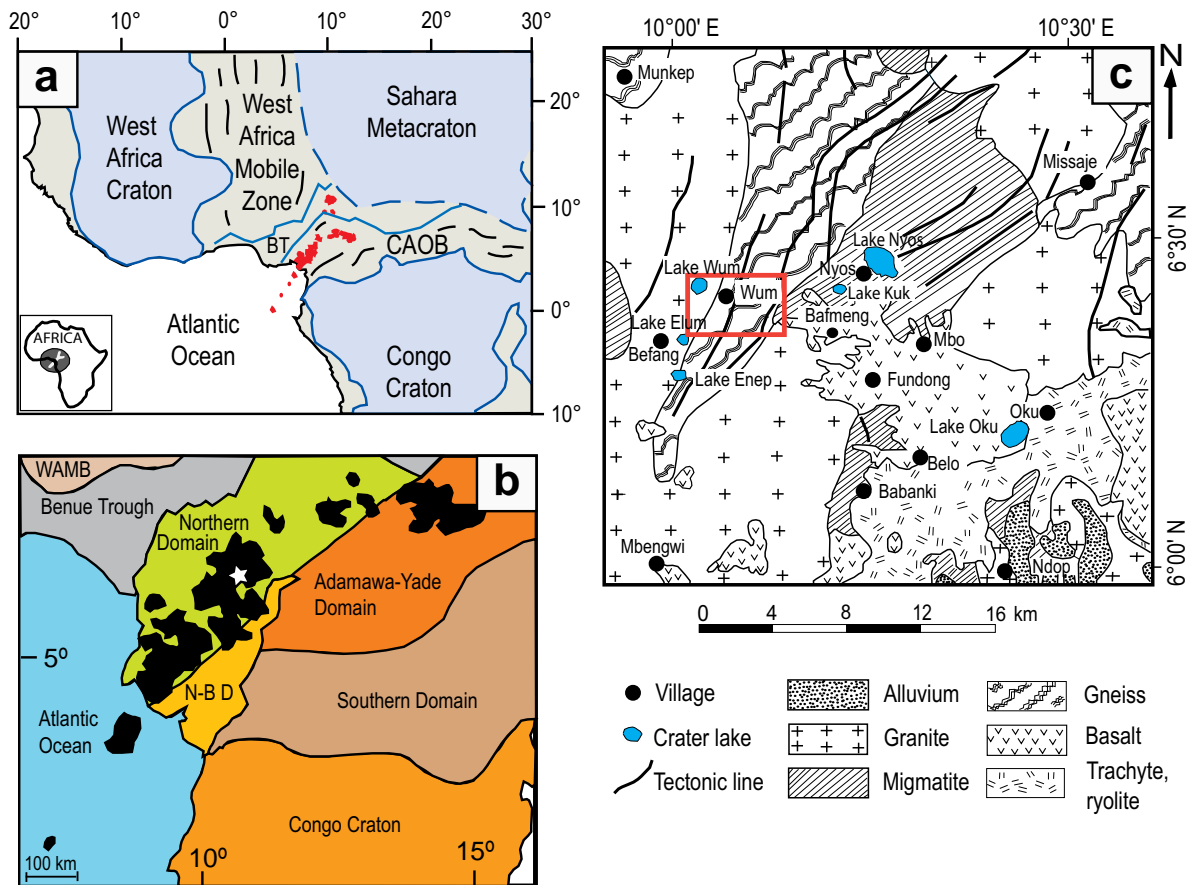 20°
10°
0°
10°
20°
30°
a
West
Africa
Craton
West
Africa
Mobile
Zone
Sahara
Metacraton
20°
10°
0°
10°
BT
CAOB
Atlantic
Ocean
Congo
Craton
AFRICA
b
WAMB
Benue Trough
Northern
Domain
Adamawa-Yade
Domain
5º
N-B D
Southern Domain
Atlantic
Ocean
Congo Craton
10º
15º
100 km
10°00' E
10°30' E
c
N
Munkep
Missaje
6°30' N
Lake Nyos
Lake Wum
Nyos
Wum
Lake Kuk
Lake Elum
Bafmeng
Befang
Mbo
Lake Enep
Fundong
Oku
Lake Oku
Belo
Babanki
Mbengwi
Ndop
6°00' N
0
4
8
12
16 km
Village
Alluvium
Gneiss
Crater lake
Granite
Basalt
Tectonic line
Migmatite
Trachyte,
ryolite